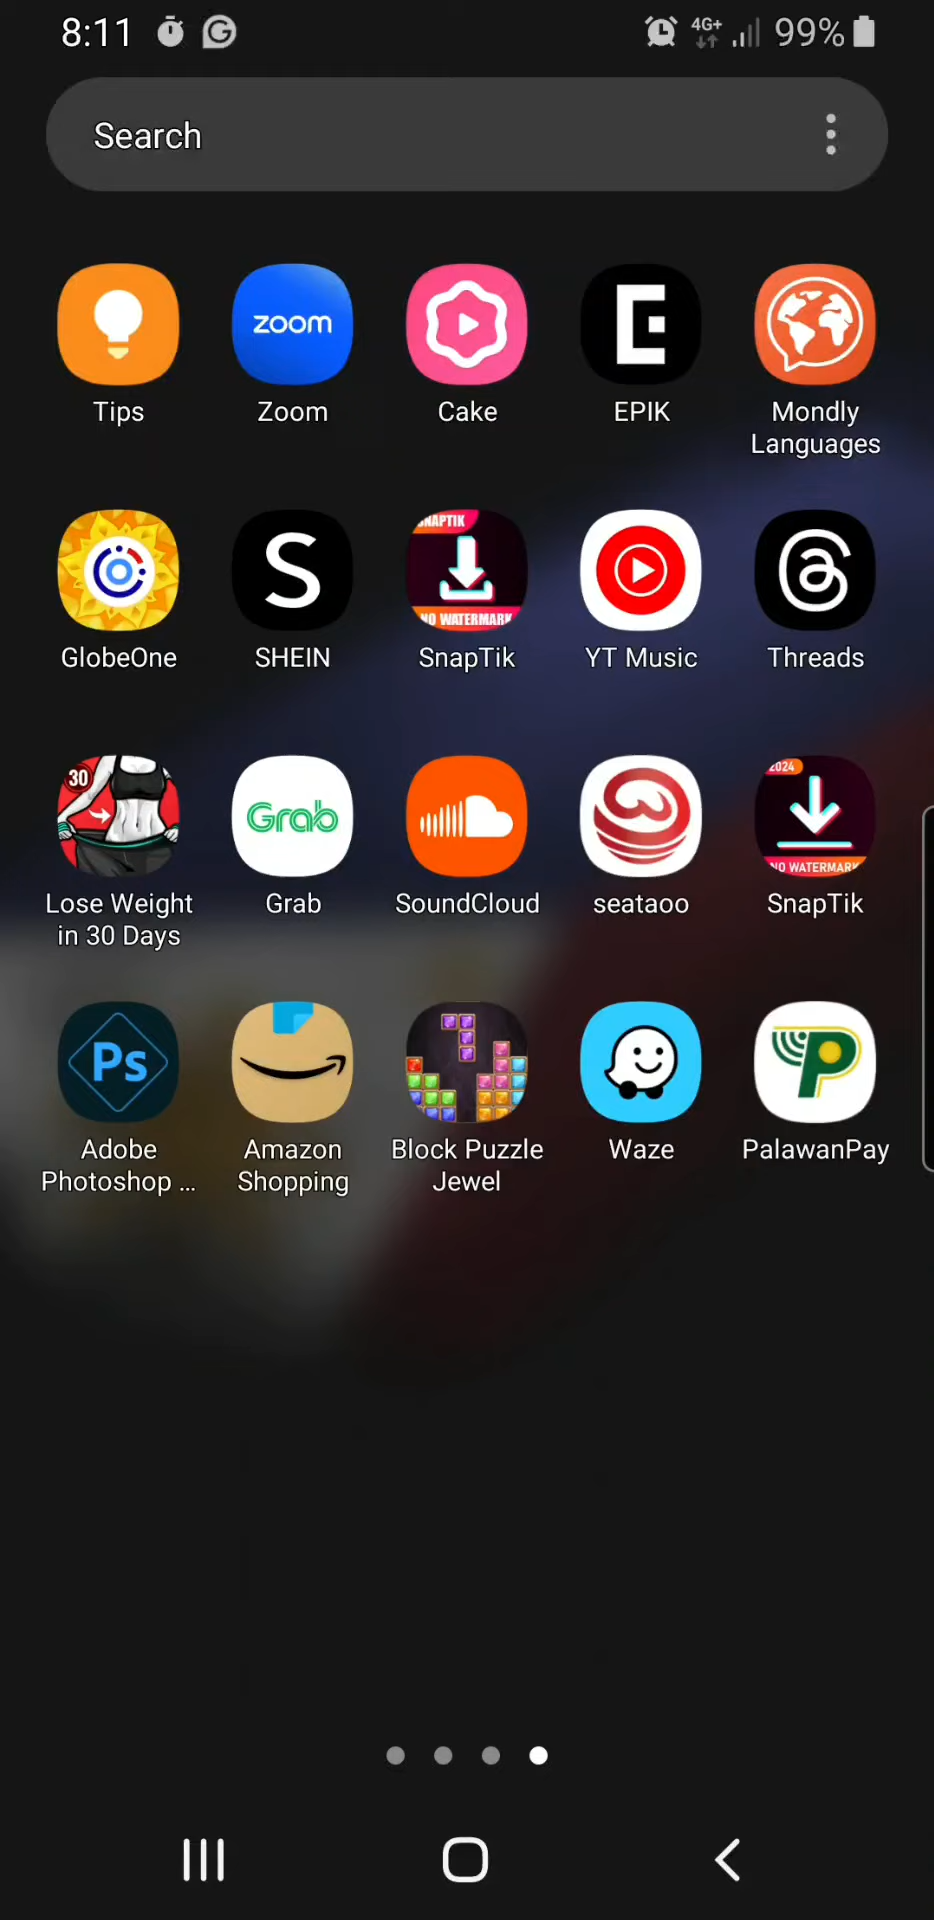 8:11
4G+
99%
Search
zoom
Tips
Zoom
Cake
EPIK
Mondly
Languages
S
SNAPTIK
NO WATERMARK
GlobeOne
SHEIN
SnapTik
YT Music
Threads
30
Grab
2024
NO WATERMARK
Lose Weight
in 30 Days
Grab
SoundCloud
seataoo
SnapTik
Ps
P
Adobe
Photoshop ...
Amazon
Shopping
Block Puzzle
Jewel
Waze
PalawanPay